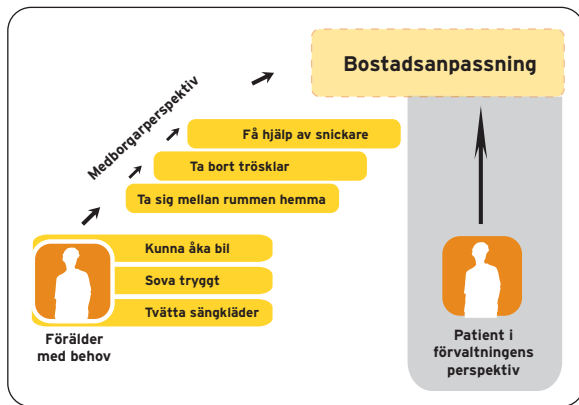 Bostadsanpassning
Medborgarperspektiv
Få hjälp av snickare
Ta bort trösklar
Ta sig mellan rummen hemma
Kunna åka bil
Sova tryggt
Tvätta sängkläder
Förälder
med behov
Patient i
förvaltningens
perspektiv